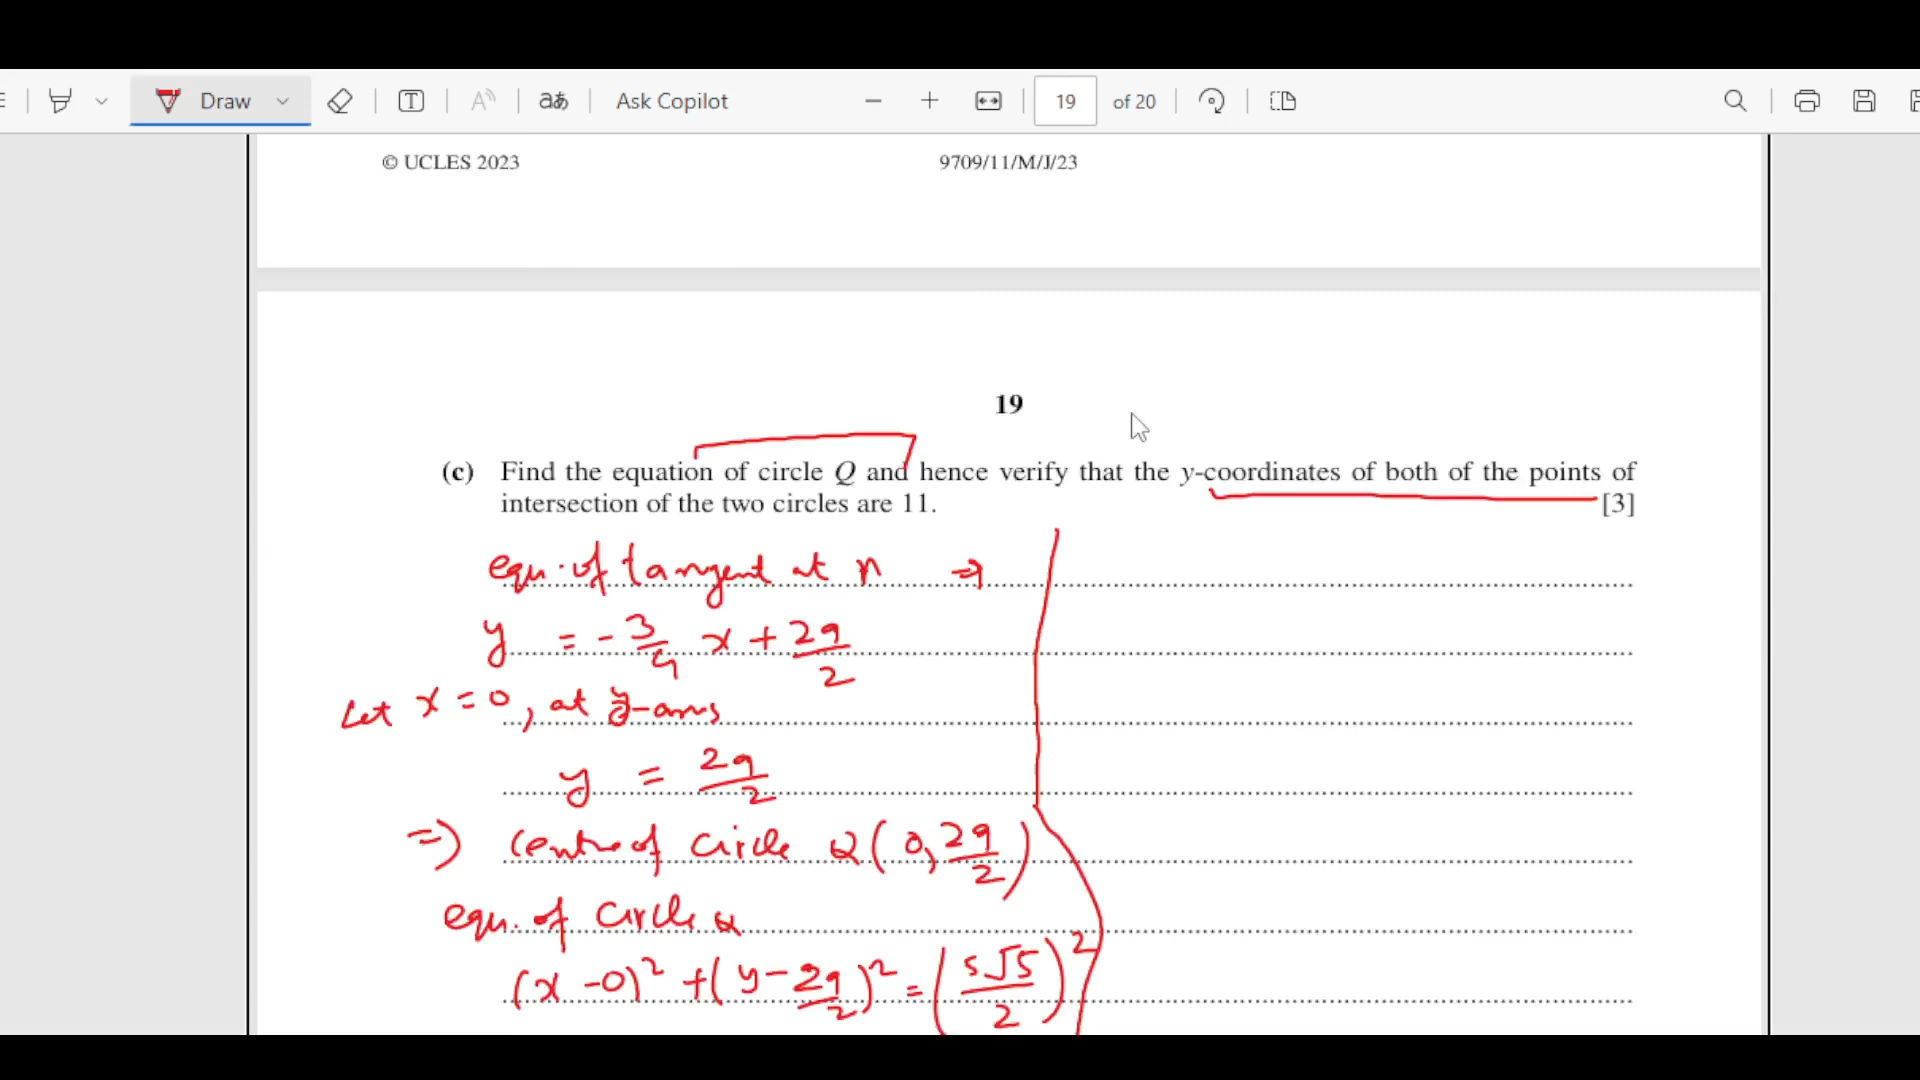 Draw T A aあ Ask Copilot 19 of 20
© UCLES 2023 9709/11/M/J/23
19
(c) Find the equation of circle Q and hence verify that the y-coordinates of both of the points of
intersection of the two circles are 11. [3]
equ. of tangent at n ⇒
y = -3/4 x + 29/2
Let x = 0, at y-axis
y = 29/2
⇒) centre of circle Q (0, 29/2)
equ. of circle Q
(x - 0)² + (y - 29/2)² = (5√5/2)²